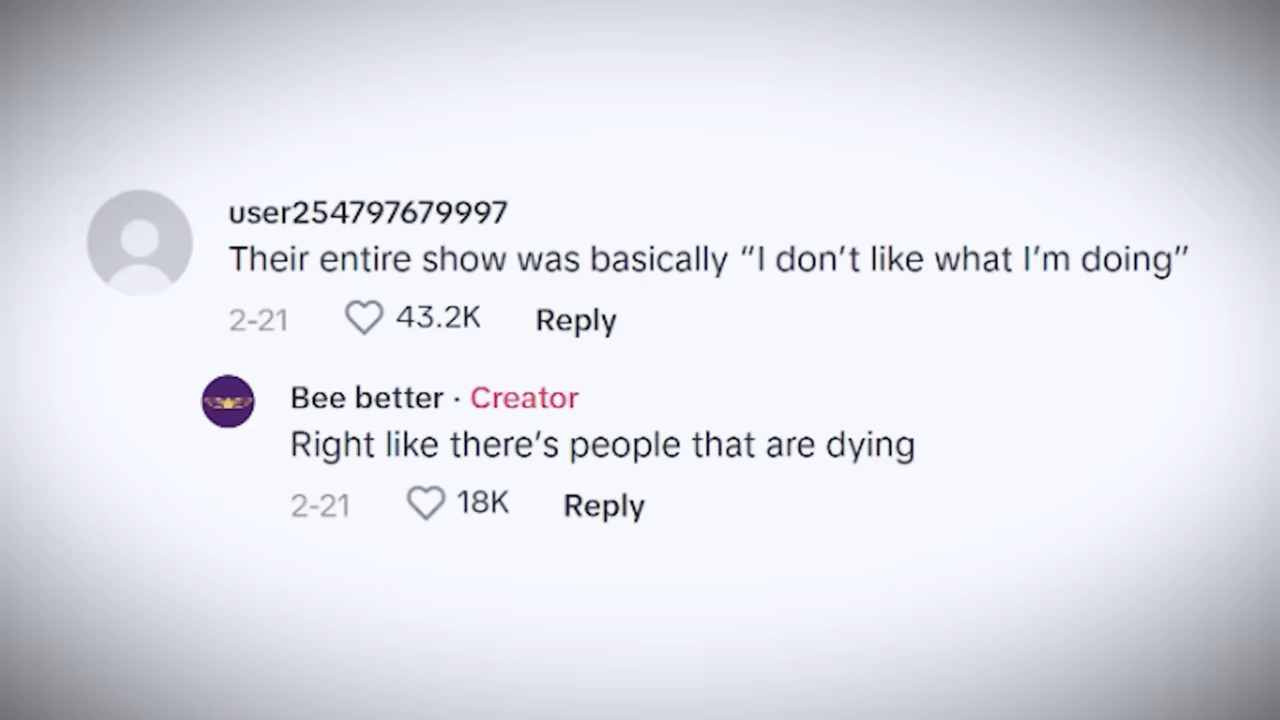 user254797679997
Their entire show was basically “I don’t like what I’m doing”
2-21 43.2K Reply
Bee better · Creator
Right like there’s people that are dying
2-21 18K Reply